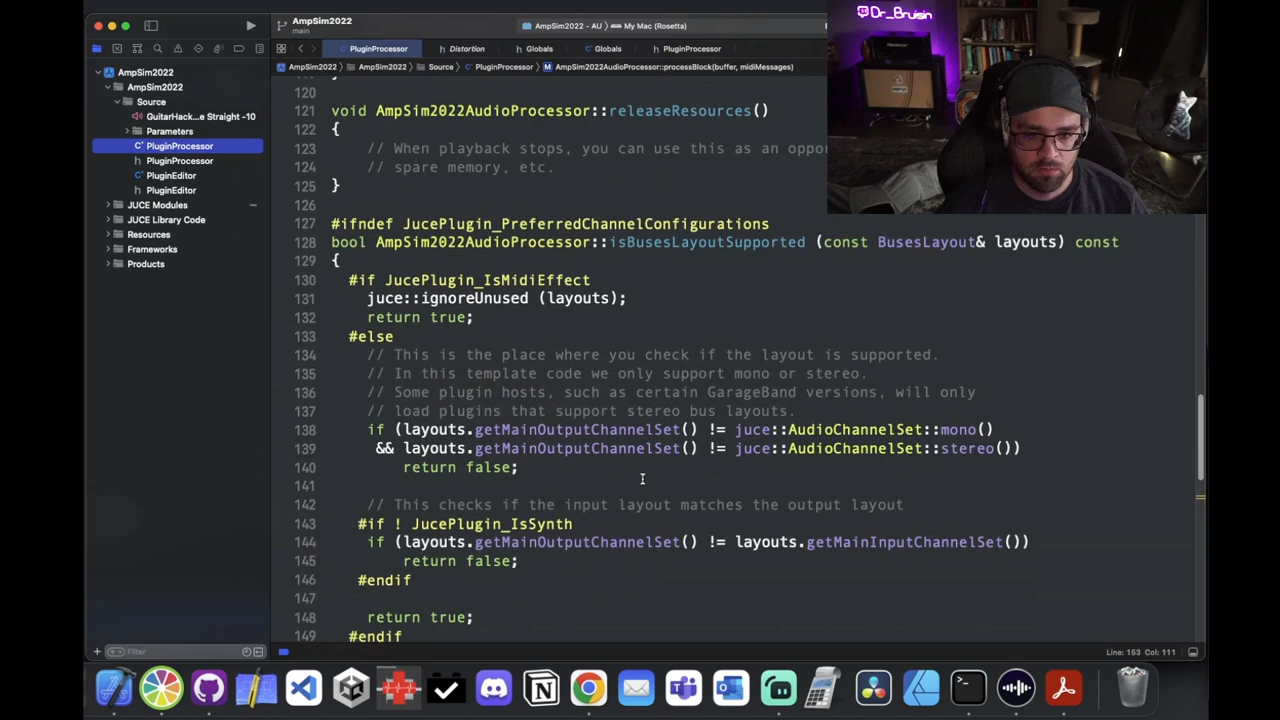 @Dr_Bruisin
AmpSim2022
main
AmpSim2022 - AU
My Mac (Rosetta)
PluginProcessor
Distortion
Globals
Globals
PluginProcessor
AmpSim2022
AmpSim2022
Source
PluginProcessor
AmpSim2022AudioProcessor::processBlock(buffer, midiMessages)
AmpSim2022
AmpSim2022
Source
GuitarHack...e Straight -10
Parameters
PluginProcessor
PluginProcessor
PluginEditor
PluginEditor
JUCE Modules
JUCE Library Code
Resources
Frameworks
Products
120
121 void AmpSim2022AudioProcessor::releaseResources()
122 {
123 // When playback stops, you can use this as an oppor
124 // spare memory, etc.
125 }
126
127 #ifndef JucePlugin_PreferredChannelConfigurations
128 bool AmpSim2022AudioProcessor::isBusesLayoutSupported (const BusesLayout& layouts) const
129 {
130 #if JucePlugin_IsMidiEffect
131 juce::ignoreUnused (layouts);
132 return true;
133 #else
134 // This is the place where you check if the layout is supported.
135 // In this template code we only support mono or stereo.
136 // Some plugin hosts, such as certain GarageBand versions, will only
137 // load plugins that support stereo bus layouts.
138 if (layouts.getMainOutputChannelSet() != juce::AudioChannelSet::mono()
139 && layouts.getMainOutputChannelSet() != juce::AudioChannelSet::stereo())
140 return false;
141
142 // This checks if the input layout matches the output layout
143 #if ! JucePlugin_IsSynth
144 if (layouts.getMainOutputChannelSet() != layouts.getMainInputChannelSet())
145 return false;
146 #endif
147
148 return true;
149 #endif
Filter
Line: 153 Col: 111